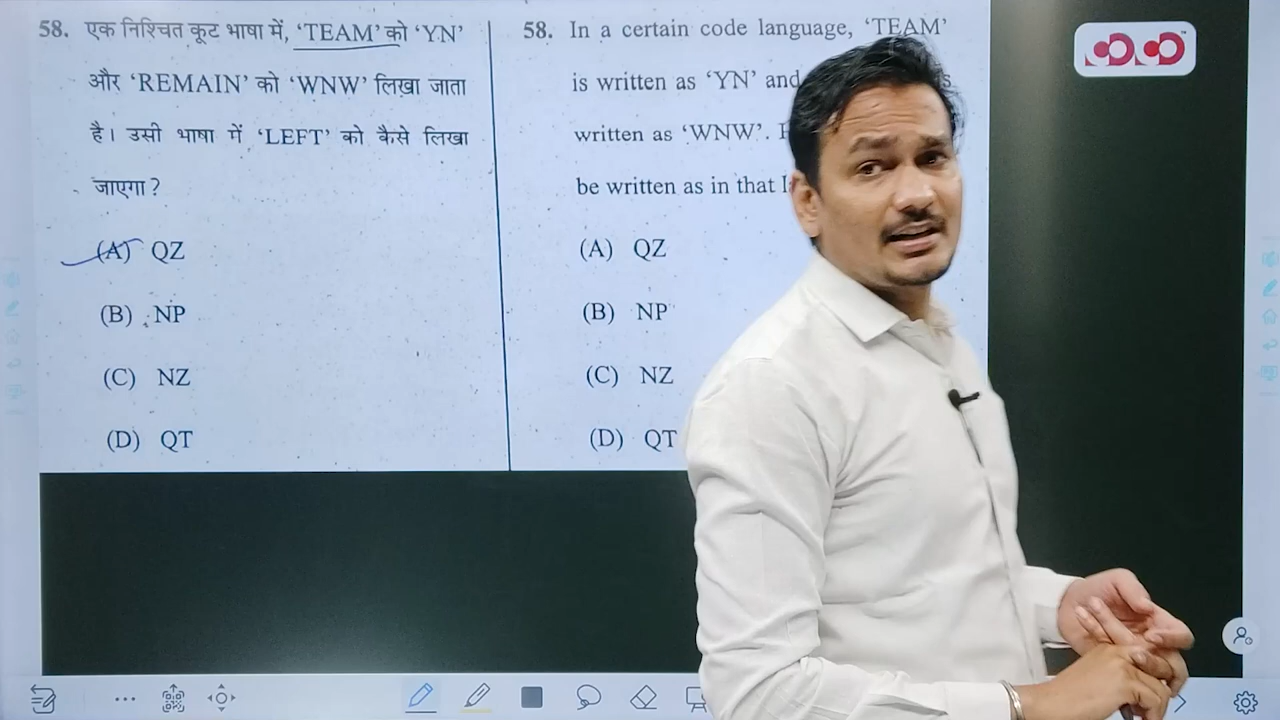 58. एक निश्चित कूट भाषा में, ‘TEAM’ को ‘YN’
और ‘REMAIN’ को ‘WNW’ लिखा जाता
है। उसी भाषा में ‘LEFT’ को कैसे लिखा
जाएगा ?
(A) QZ
(B) NP
(C) NZ
(D) QT
58. In a certain code language, ‘TEAM’
is written as ‘YN’ and
written as ‘WNW’.
be written as in that
(A) QZ
(B) NP
(C) NZ
(D) QT